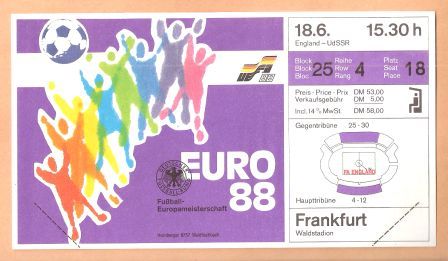 EURO
88
Fußball-
Europameisterschaft
18.6. 15.30 h
England – UdSSR
Block Reihe Platz
Block 25 Row 4 Seat 18
Bloc Rang Place
Preis · Price · Prix DM 53,00
Verkaufsgebühr DM 5,00
Incl. 14 % MwSt DM 58,00
Gegentribüne 25 - 30
FA ENGLAND
Haupttribüne 4 - 12
Frankfurt
Waldstadion